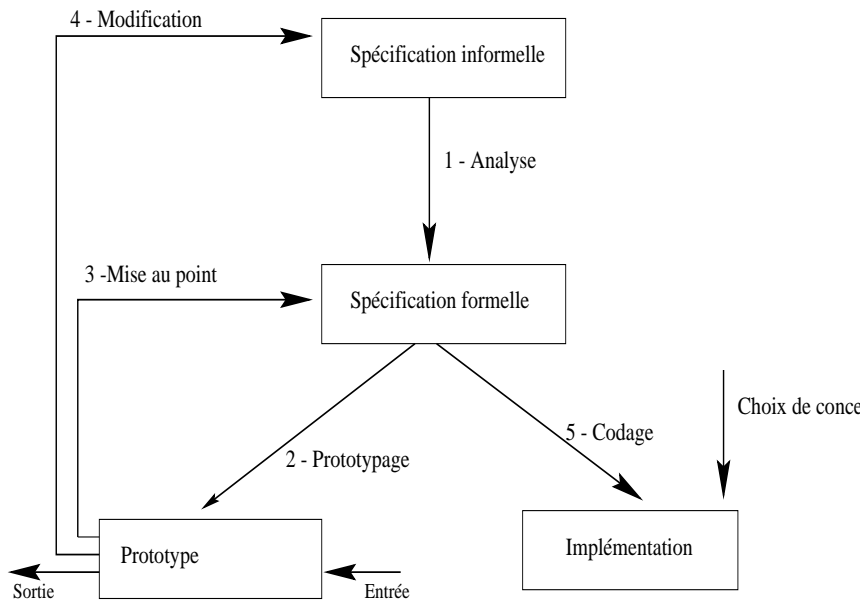 4 - Modification
Spécification informelle
1 - Analyse
3 -Mise au point
Spécification formelle
Choix de conce
5 - Codage
2 - Prototypage
Prototype
Implémentation
Sortie
Entrée